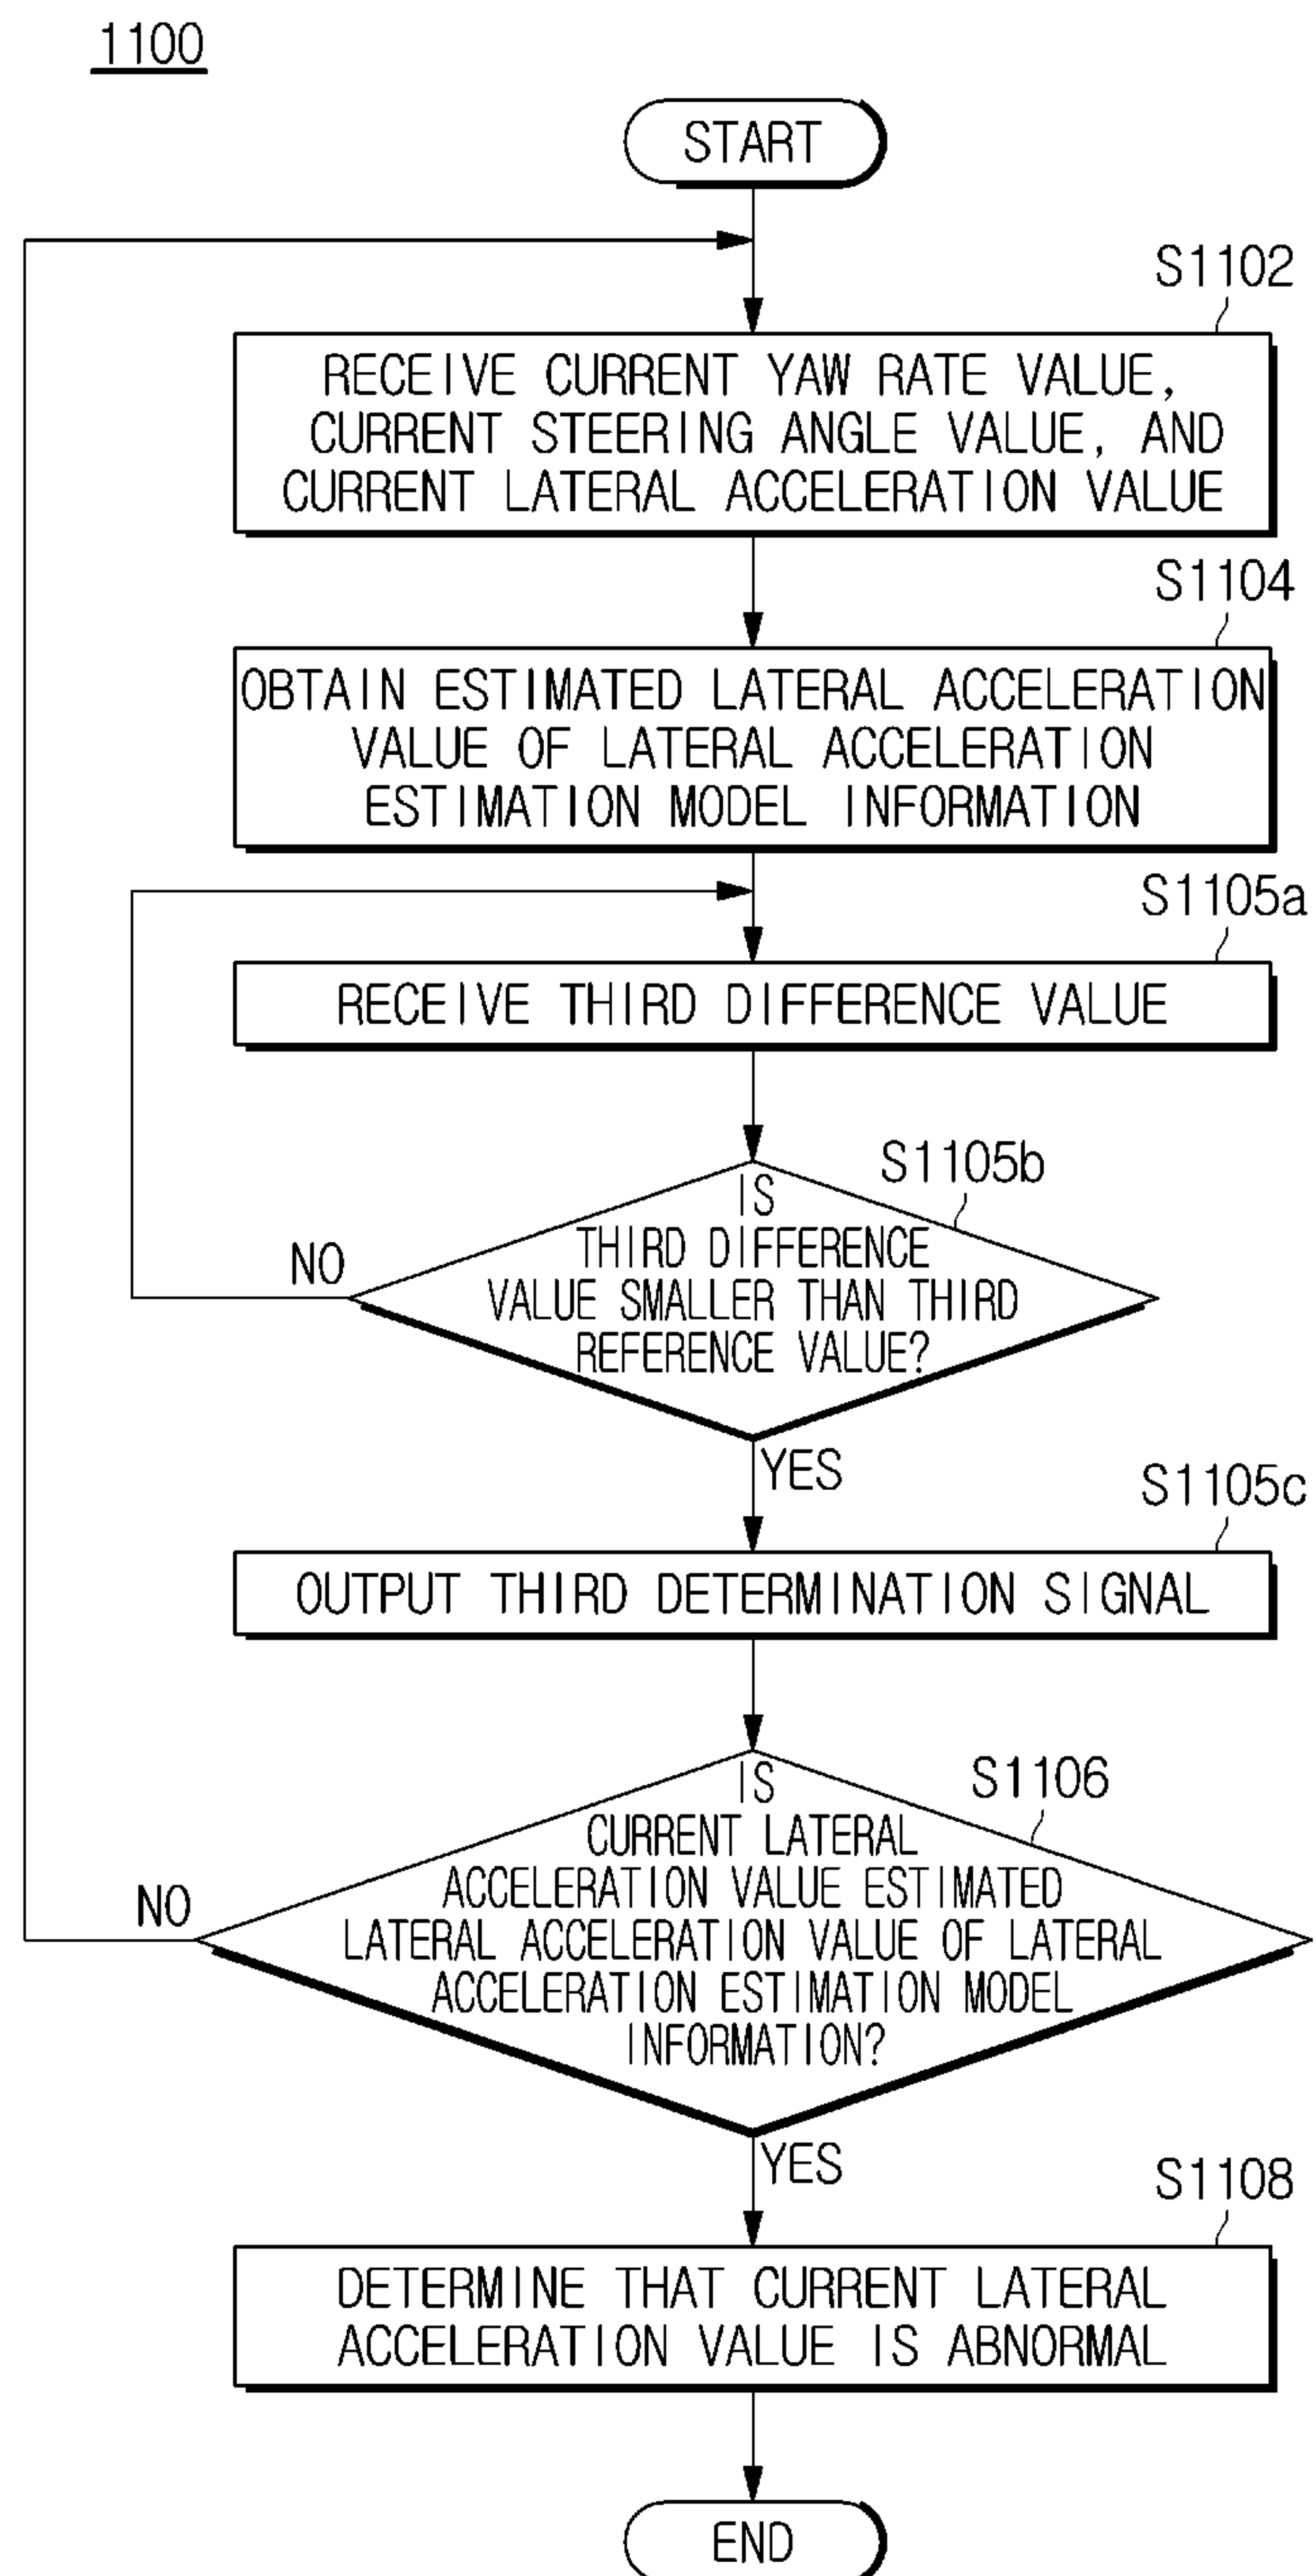 1100
START
S1102
RECEIVE CURRENT YAW RATE VALUE,
CURRENT STEERING ANGLE VALUE, AND
CURRENT LATERAL ACCELERATION VALUE
S1104
OBTAIN ESTIMATED LATERAL ACCELERATION
VALUE OF LATERAL ACCELERATION
ESTIMATION MODEL INFORMATION
S1105a
RECEIVE THIRD DIFFERENCE VALUE
S1105b
IS
THIRD DIFFERENCE
VALUE SMALLER THAN THIRD
REFERENCE VALUE?
NO
YES
S1105c
OUTPUT THIRD DETERMINATION SIGNAL
S1106
IS
CURRENT LATERAL
ACCELERATION VALUE ESTIMATED
LATERAL ACCELERATION VALUE OF LATERAL
ACCELERATION ESTIMATION MODEL
INFORMATION?
NO
YES
S1108
DETERMINE THAT CURRENT LATERAL
ACCELERATION VALUE IS ABNORMAL
END